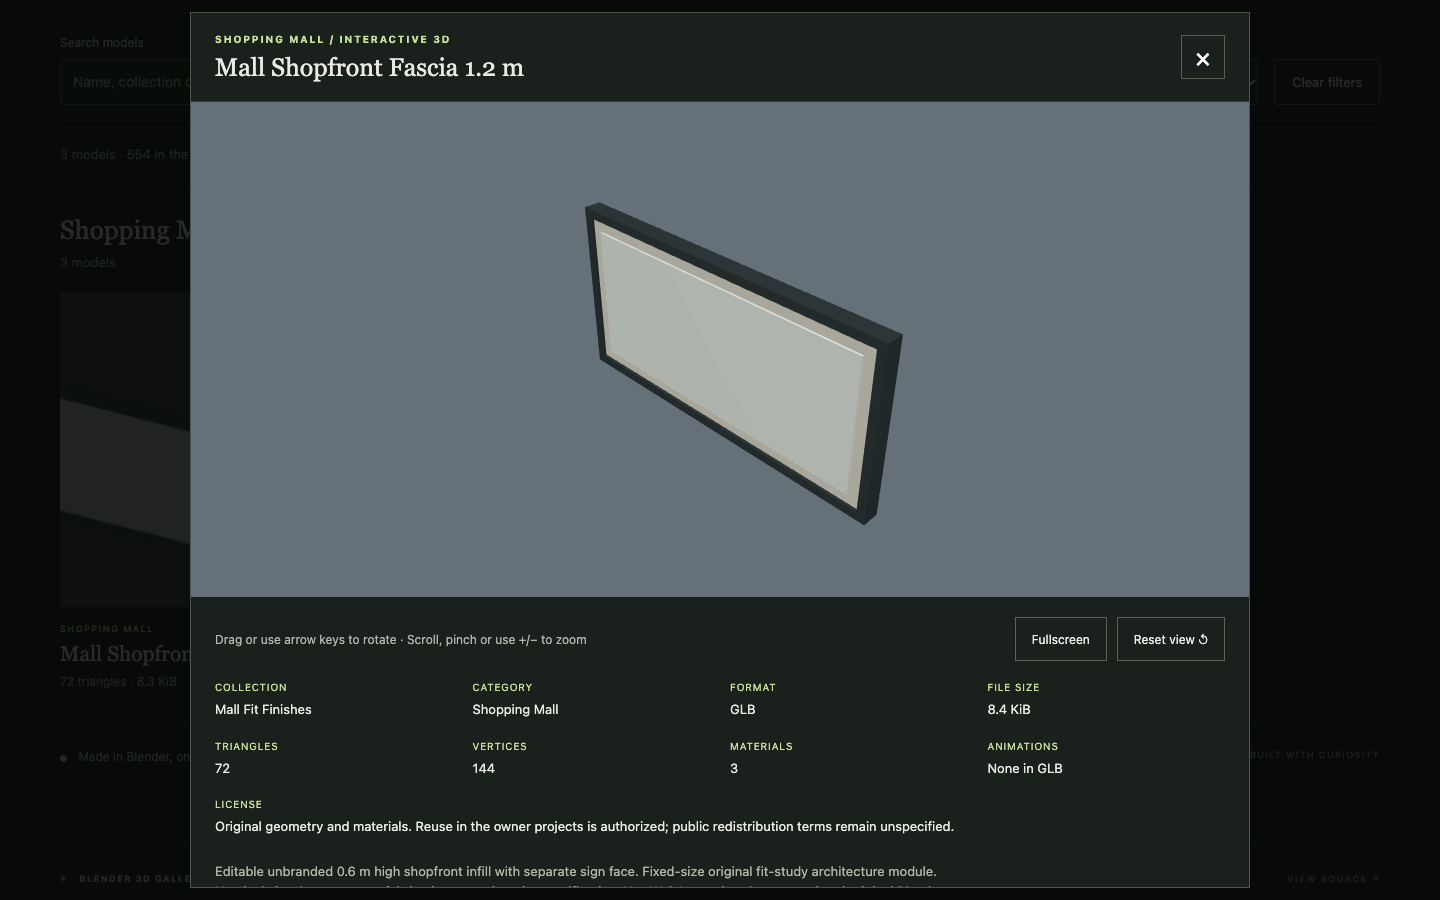 Search models
Name, collection
Clear filters
3 models · 554 in the
Shopping M
3 models
SHOPPING MALL
Mall Shopfron
72 triangles · 8.3 KiB
Made in Blender, on
BUILT WITH CURIOSITY
BLENDER 3D GALLE
VIEW SOURCE ↗
SHOPPING MALL / INTERACTIVE 3D
Mall Shopfront Fascia 1.2 m
×
Drag or use arrow keys to rotate · Scroll, pinch or use +/− to zoom
Fullscreen
Reset view ↺
COLLECTION
Mall Fit Finishes
CATEGORY
Shopping Mall
FORMAT
GLB
FILE SIZE
8.4 KiB
TRIANGLES
72
VERTICES
144
MATERIALS
3
ANIMATIONS
None in GLB
LICENSE
Original geometry and materials. Reuse in the owner projects is authorized; public redistribution terms remain unspecified.
Editable unbranded 0.6 m high shopfront infill with separate sign face. Fixed-size original fit-study architecture module.